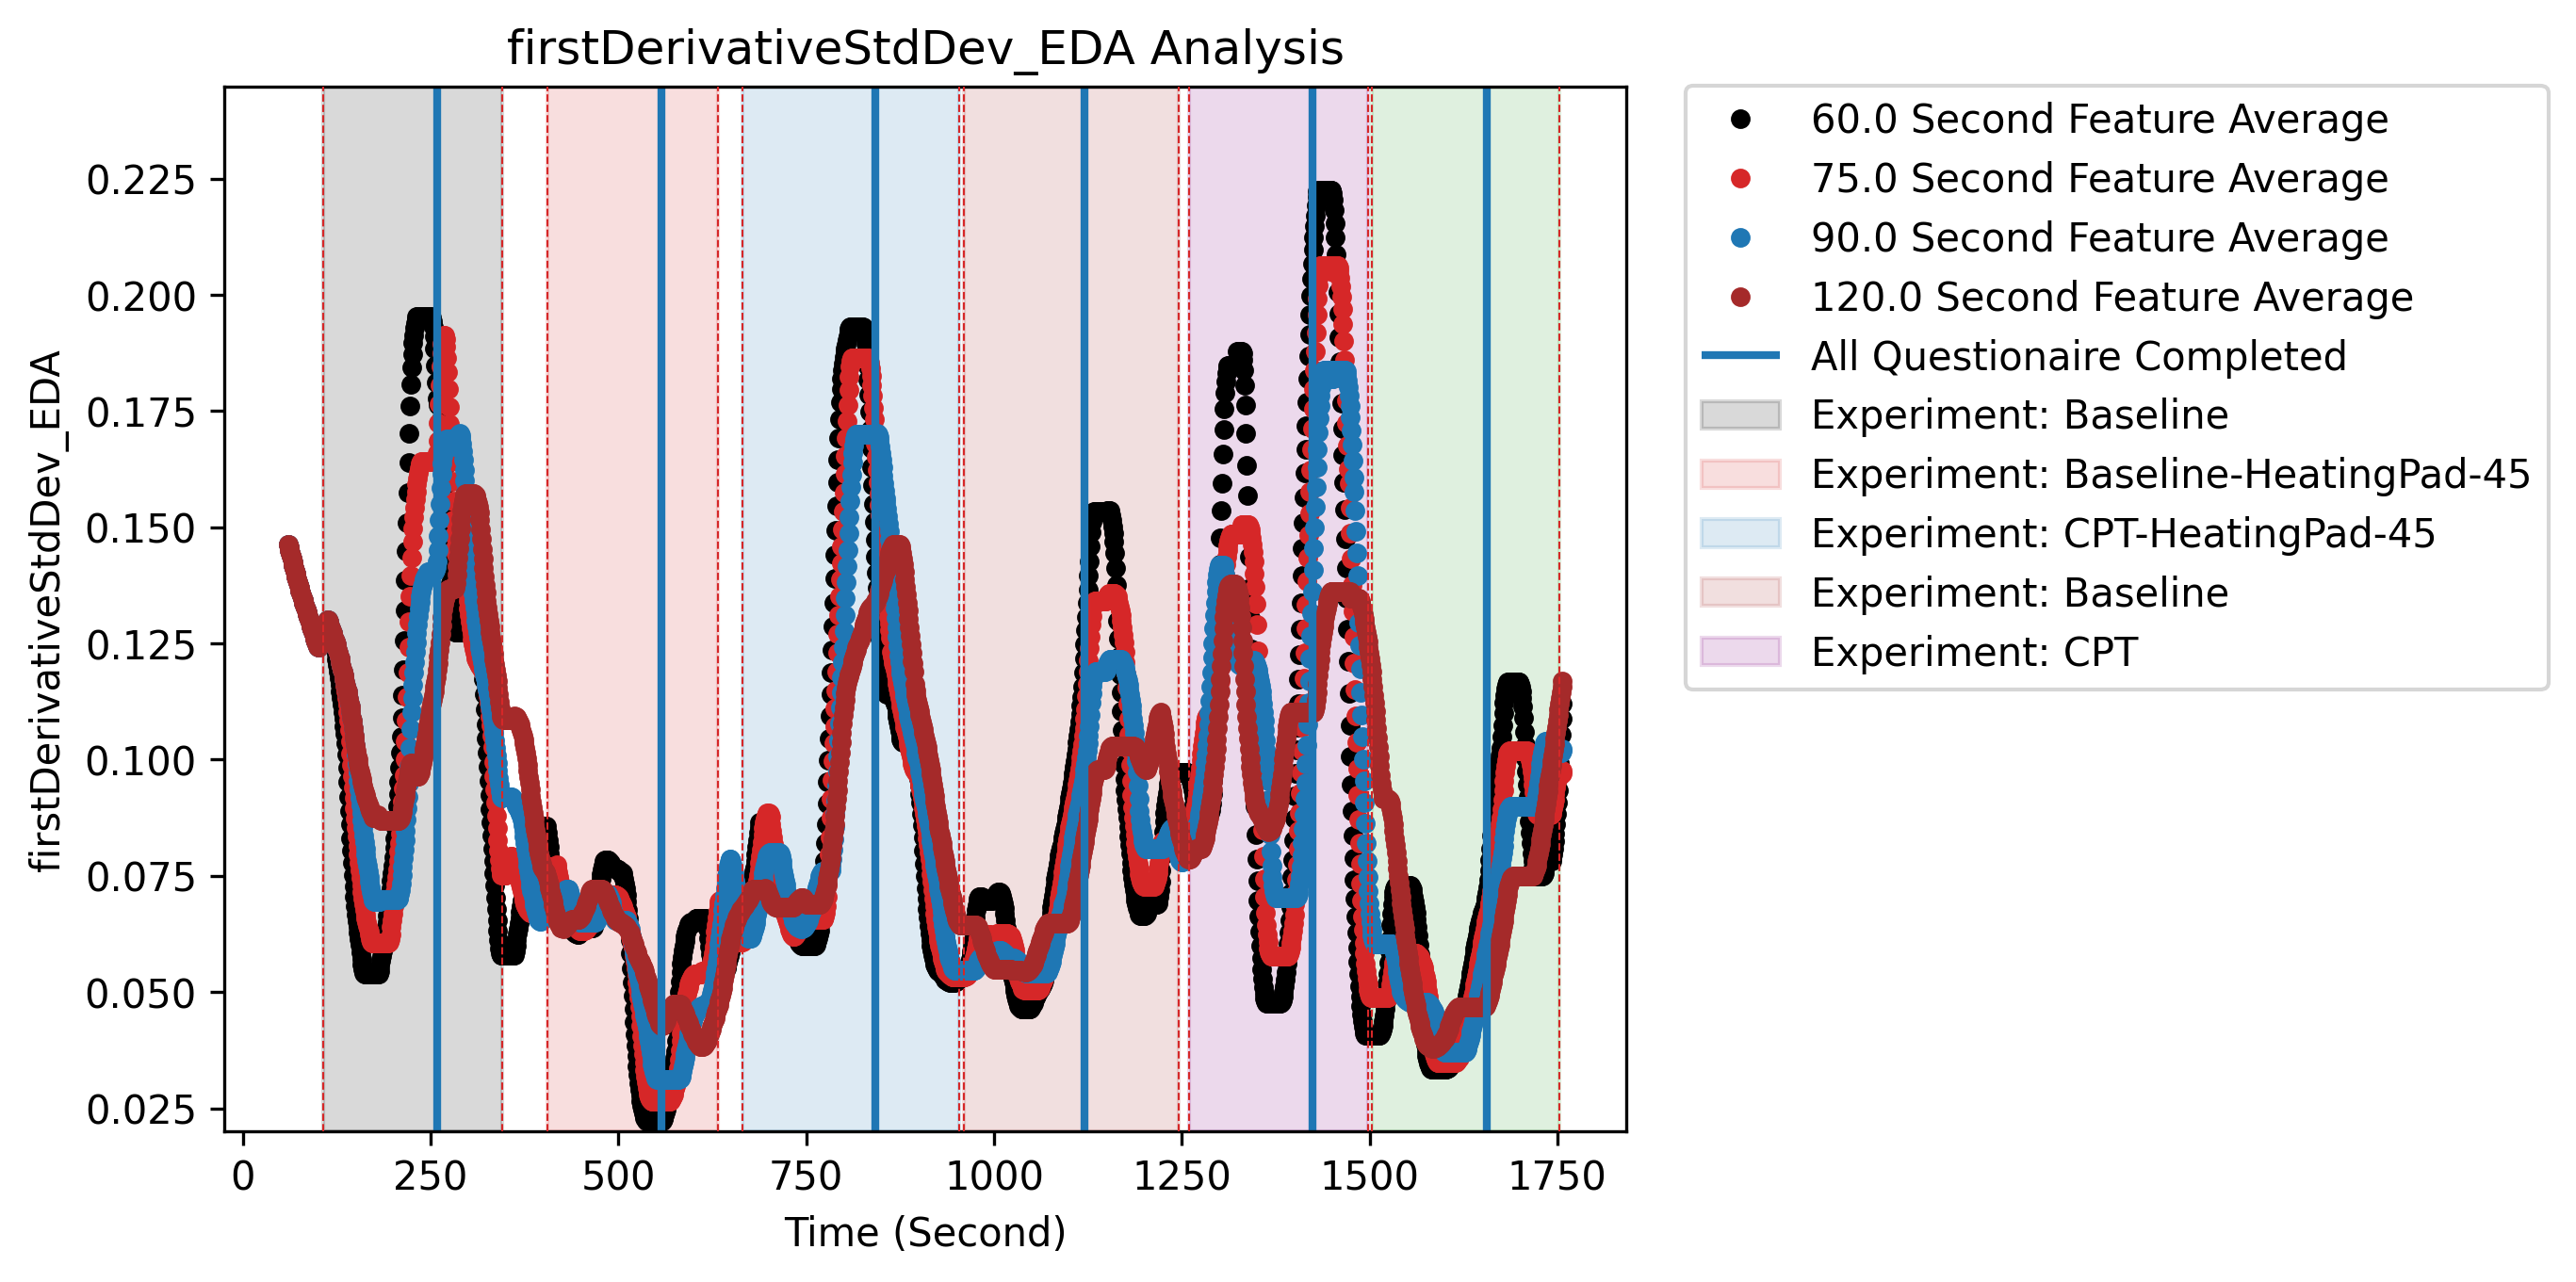 firstDerivativeStdDev_EDA Analysis
firstDerivativeStdDev_EDA
0.225
0.200
0.175
0.150
0.125
0.100
0.075
0.050
0.025
0 250 500 750 1000 1250 1500 1750
Time (Second)
60.0 Second Feature Average
75.0 Second Feature Average
90.0 Second Feature Average
120.0 Second Feature Average
All Questionaire Completed
Experiment: Baseline
Experiment: Baseline-HeatingPad-45
Experiment: CPT-HeatingPad-45
Experiment: Baseline
Experiment: CPT